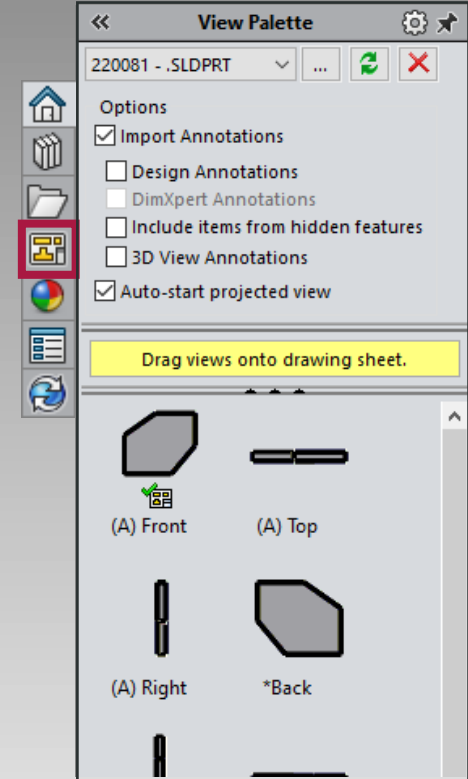 View Palette
220081 - .SLDPRT
...
Options
Import Annotations
Design Annotations
DimXpert Annotations
Include items from hidden features
3D View Annotations
Auto-start projected view
Drag views onto drawing sheet.
(A) Front
(A) Top
(A) Right
*Back